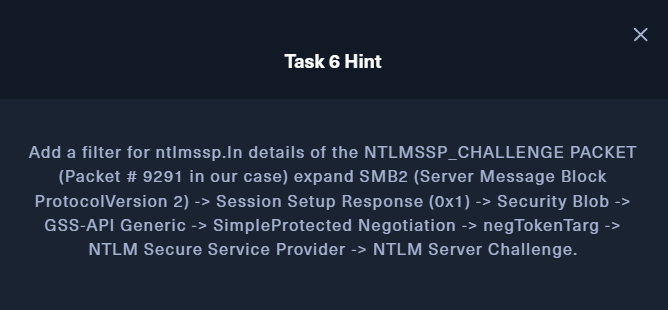 Task 6 Hint
Add a filter for ntlmssp.In details of the NTLMSSP_CHALLENGE PACKET
(Packet # 9291 in our case) expand SMB2 (Server Message Block
ProtocolVersion 2) -> Session Setup Response (0x1) -> Security Blob ->
GSS-API Generic -> SimpleProtected Negotiation -> negTokenTarg ->
NTLM Secure Service Provider -> NTLM Server Challenge.